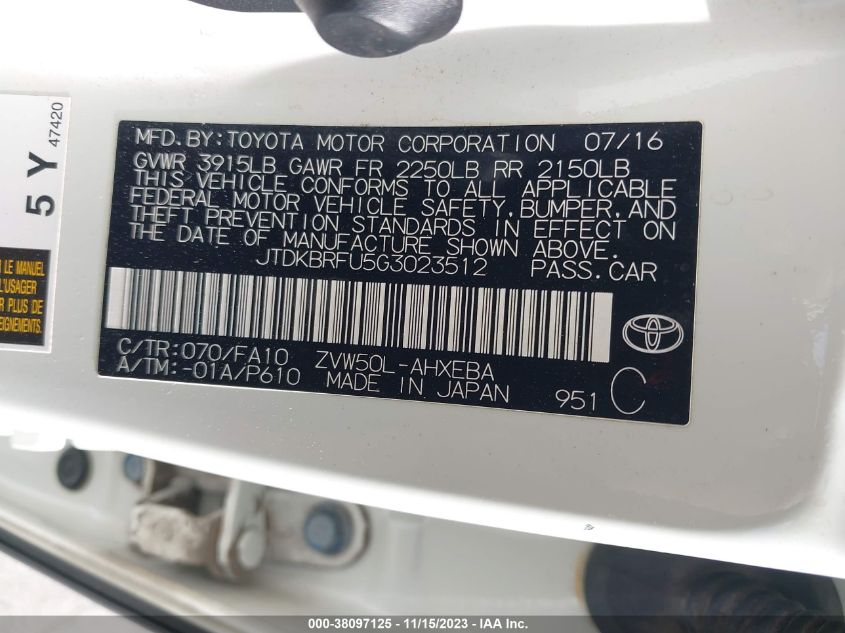 MFD.BY:TOYOTA MOTOR CORPORATION 07/16
GVWR 3915LB GAWR FR 2250LB RR 2150LB
THIS VEHICLE CONFORMS TO ALL APPLICABLE
FEDERAL MOTOR VEHICLE SAFETY,BUMPER,AND
THEFT PREVENTION STANDARDS IN EFFECT ON
THE DATE OF MANUFACTURE SHOWN ABOVE.
JTDKBRFU5G3023512 PASS.CAR
C/TR:070/FA10 ZVW50L-AHXEBA
A/TM:-01A/P610 MADE IN JAPAN 951 C
5 Y
47420
LE MANUEL
PLUS DE
000-38097125 - 11/15/2023 - IAA Inc.